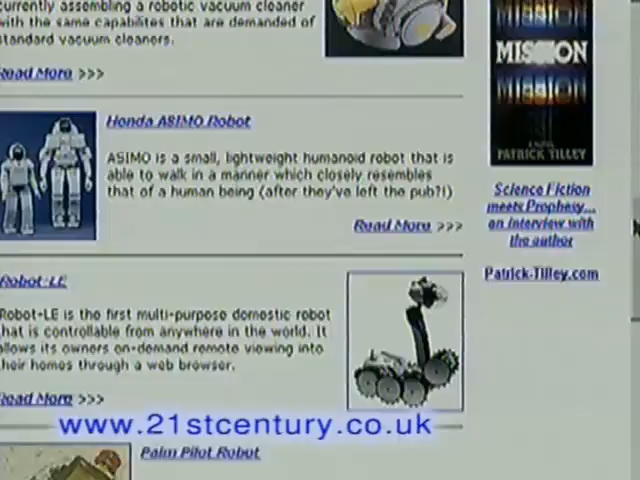 currently assembling a robotic vacuum cleaner
with the same capabilites that are demanded of
standard vacuum cleaners.
Read More >>>
Honda ASIMO Robot
ASIMO is a small, lightweight humanoid robot that is
able to walk in a manner which closely resembles
that of a human being (after they've left the pub?!)
Read More >>>
Robot-LE
Robot-LE is the first multi-purpose domestic robot
that is controllable from anywhere in the world. It
allows its owners on-demand remote viewing into
their homes through a web browser.
Read More >>>
www.21stcentury.co.uk
Palm Pilot Robot
MISSION
MISSION
MISSION
PATRICK TILLEY
Science Fiction
meets Prophesy...
an interview with
the author
Patrick-Tilley.com